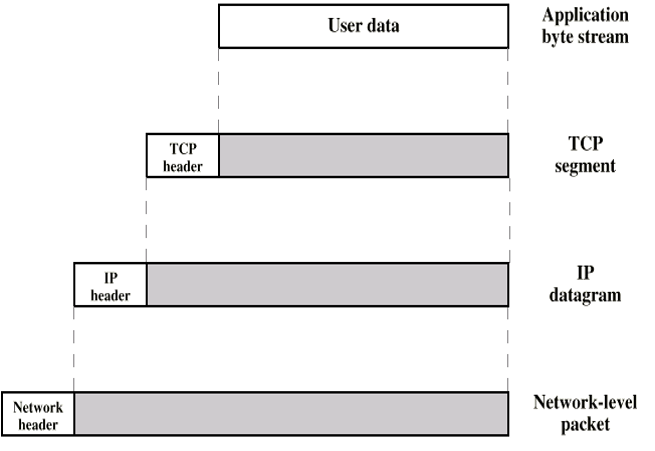 User data
Application
byte stream
TCP
header
TCP
segment
IP
header
IP
datagram
Network
header
Network-level
packet